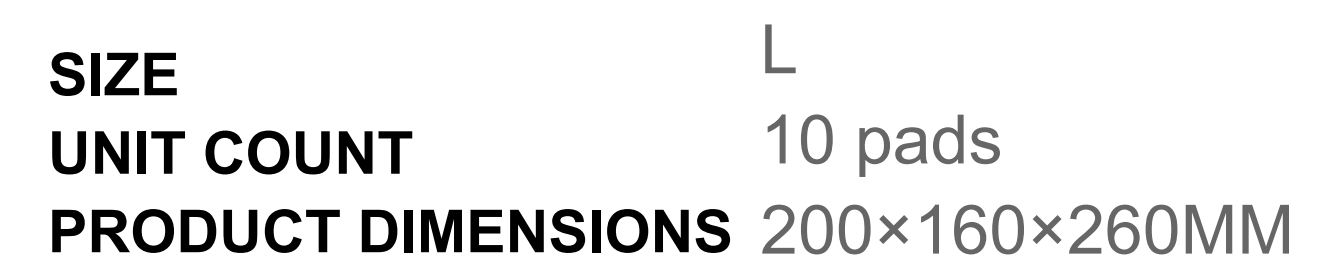 SIZE L
UNIT COUNT 10 pads
PRODUCT DIMENSIONS 200×160×260MM